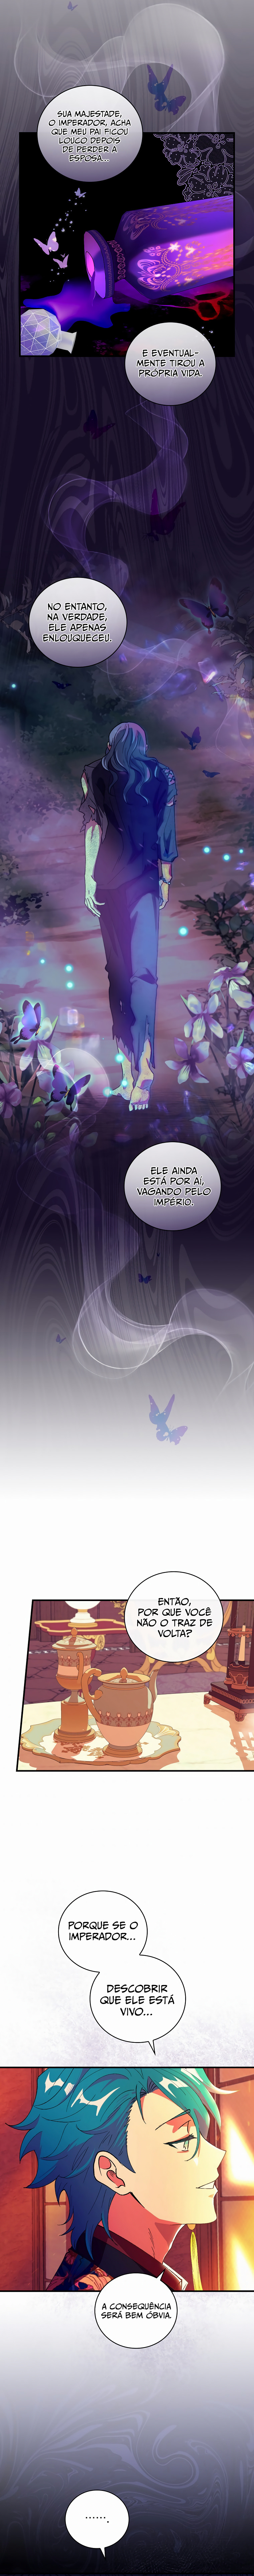 SUA MAJESTADE,
O IMPERADOR, ACHA
QUE MEU PAI FICOU
LOUCO DEPOIS
DE PERDER A
ESPOSA...
E EVENTUAL-
MENTE TIROU A
PRÓPRIA VIDA.
NO ENTANTO,
NA VERDADE,
ELE APENAS
ENLOUQUECEU.
ELE AINDA
ESTÁ POR AÍ,
VAGANDO PELO
IMPÉRIO.
ENTÃO,
POR QUE VOCÊ
NÃO O TRAZ DE
VOLTA?
PORQUE SE O
IMPERADOR...
DESCOBRIR
QUE ELE ESTÁ
VIVO...
A CONSEQUÊNCIA
SERÁ BEM ÓBVIA.
.......